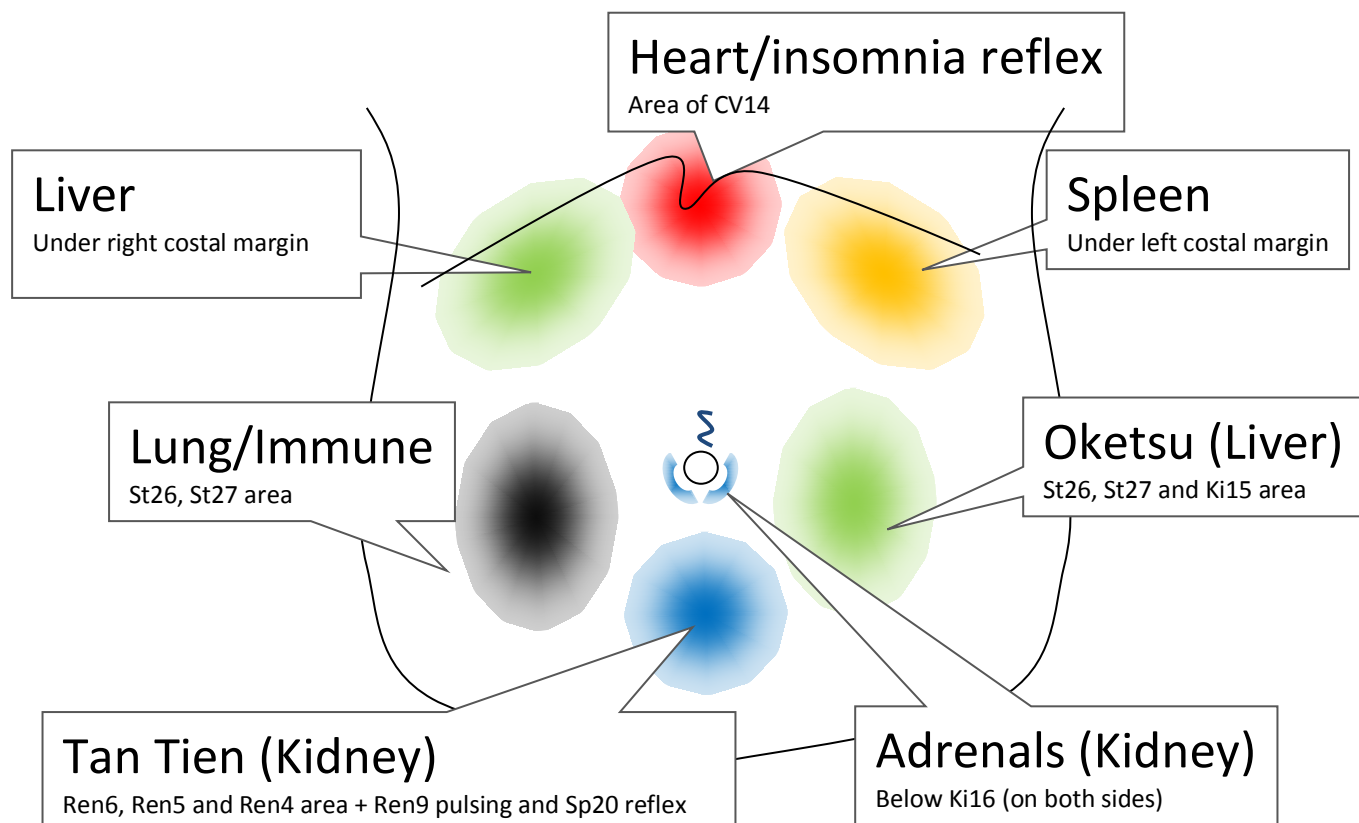 Heart/insomnia reflex
Area of CV14
Liver
Under right costal margin
Spleen
Under left costal margin
Lung/Immune
St26, St27 area
Oketsu (Liver)
St26, St27 and Ki15 area
Tan Tien (Kidney)
Ren6, Ren5 and Ren4 area + Ren9 pulsing and Sp20 reflex
Adrenals (Kidney)
Below Ki16 (on both sides)